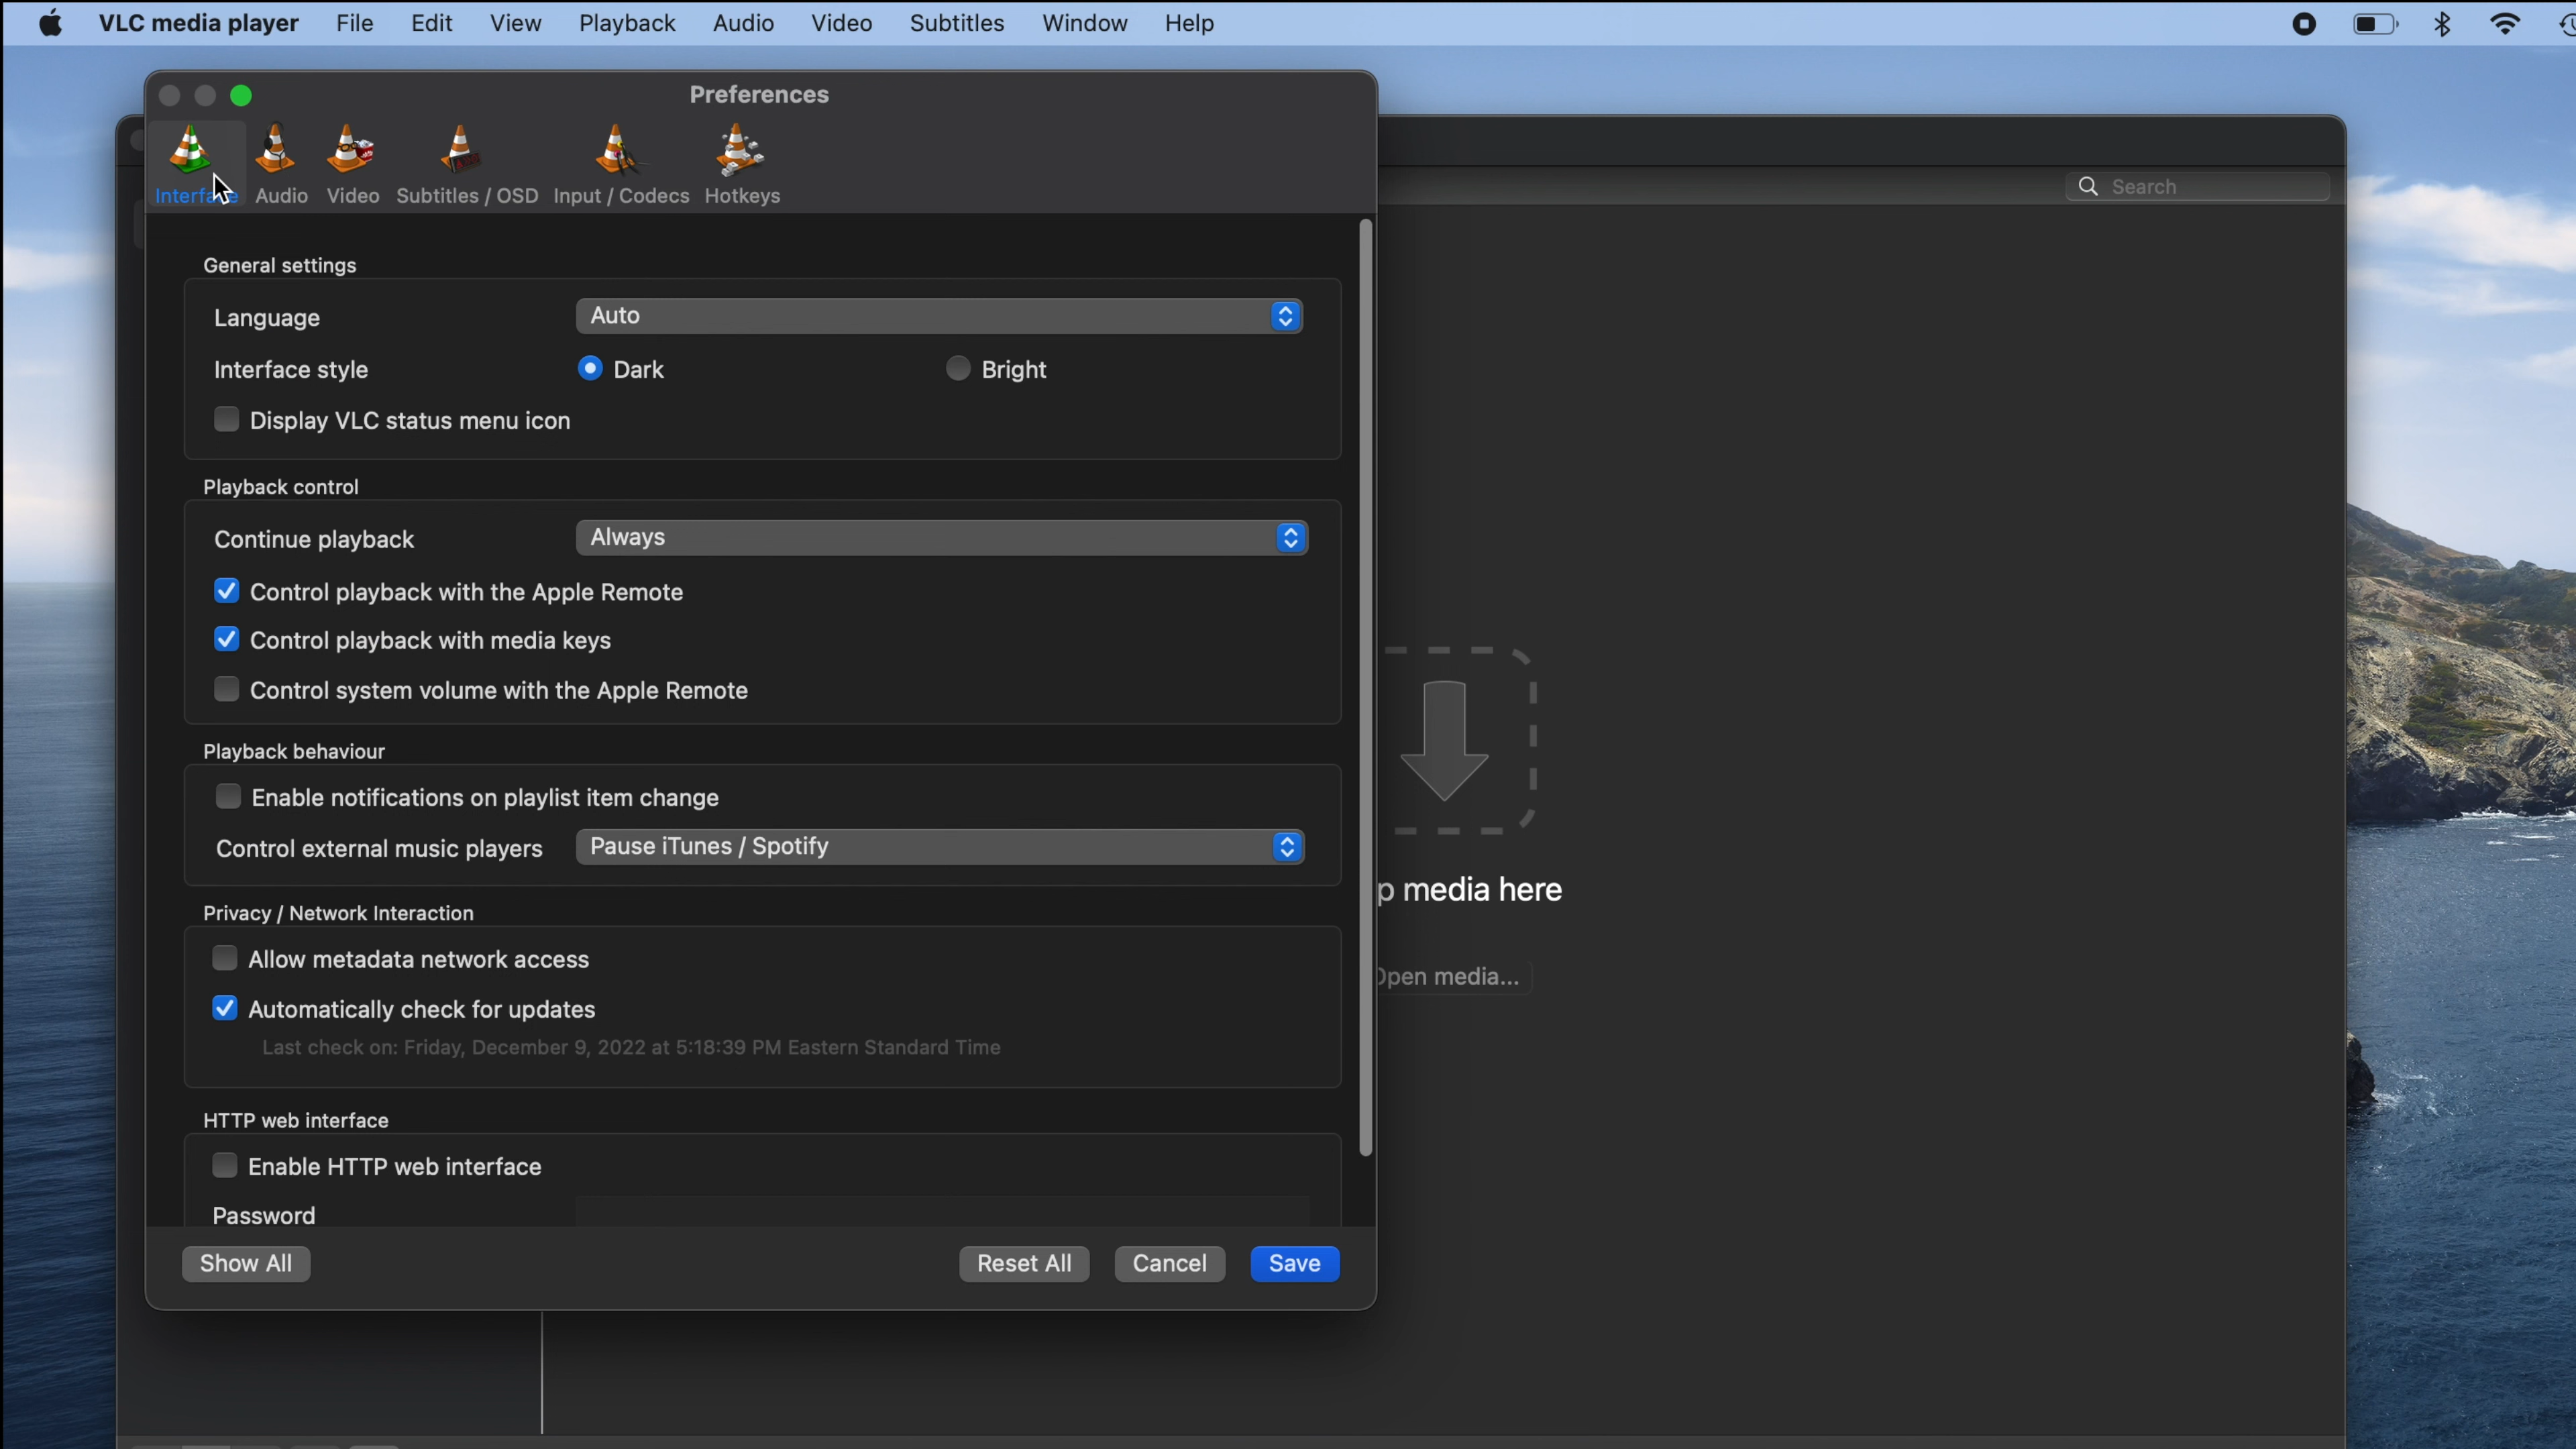 VLC media player File Edit View Playback Audio Video Subtitles Window Help
Preferences
Interface Audio Video Subtitles / OSD Input / Codecs Hotkeys
Search
General settings
Language Auto
Interface style Dark Bright
Display VLC status menu icon
Playback control
Continue playback Always
Control playback with the Apple Remote
Control playback with media keys
Control system volume with the Apple Remote
Playback behaviour
Enable notifications on playlist item change
Control external music players Pause iTunes / Spotify
p media here
Open media...
Privacy / Network Interaction
Allow metadata network access
Automatically check for updates
Last check on: Friday, December 9, 2022 at 5:18:39 PM Eastern Standard Time
HTTP web interface
Enable HTTP web interface
Password
Show All Reset All Cancel Save